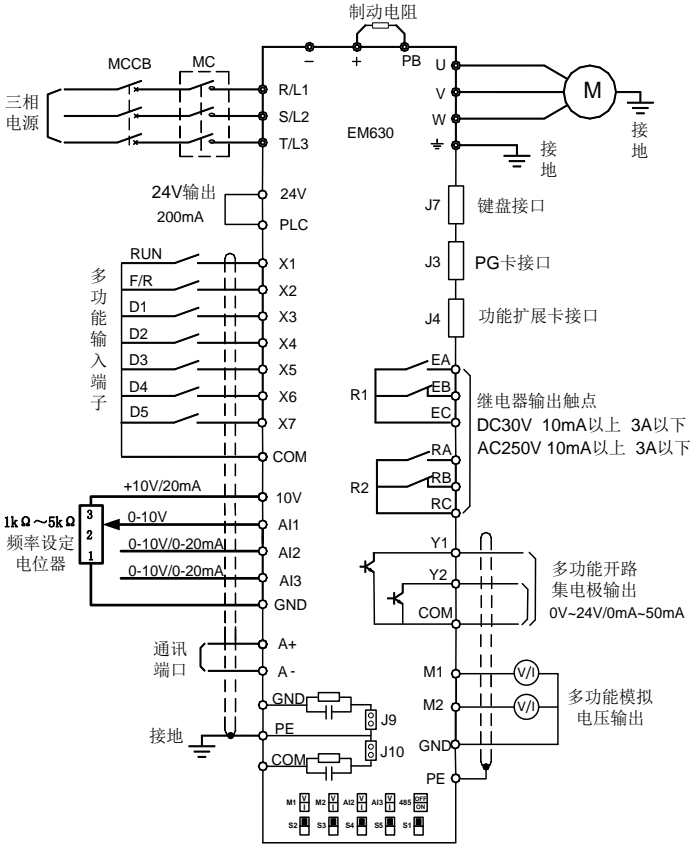 制动电阻
MCCB
MC
三相
电源
R/L1
S/L2
T/L3
−
+
PB
EM630
U
V
W
M
接
地
接
地
24V输出
200mA
24V
PLC
J7
键盘接口
J3
PG卡接口
J4
功能扩展卡接口
多
功
能
输
入
端
子
RUN
F/R
D1
D2
D3
D4
D5
X1
X2
X3
X4
X5
X6
X7
COM
R1
EA
EB
EC
R2
RA
RB
RC
继电器输出触点
DC30V 10mA以上 3A以下
AC250V 10mA以上 3A以下
+10V/20mA
10V
1kΩ～5kΩ
频率设定
电位器
3
2
1
0-10V
AI1
0-10V/0-20mA
AI2
0-10V/0-20mA
AI3
GND
Y1
Y2
COM
多功能开路
集电极输出
0V~24V/0mA~50mA
通讯
端口
A+
A -
M1
V/I
M2
V/I
GND
PE
多功能模拟
电压输出
接地
GND
PE
COM
J9
J10
M1 V I M2 V I AI2 V I AI3 V I 485 OFF ON
S2 S3 S4 S5 S1